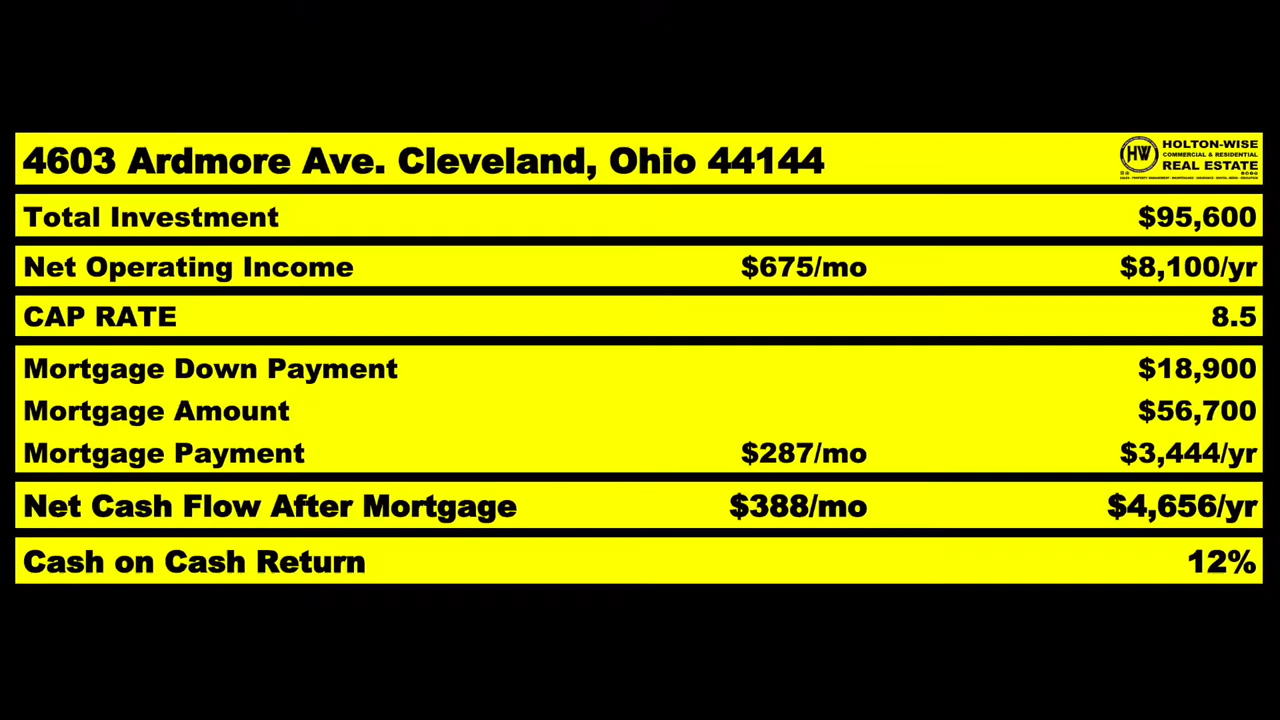 4603 Ardmore Ave. Cleveland, Ohio 44144
HW HOLTON-WISE
COMMERCIAL & RESIDENTIAL
REAL ESTATE
Total Investment $95,600
Net Operating Income $675/mo $8,100/yr
CAP RATE 8.5
Mortgage Down Payment $18,900
Mortgage Amount $56,700
Mortgage Payment $287/mo $3,444/yr
Net Cash Flow After Mortgage $388/mo $4,656/yr
Cash on Cash Return 12%